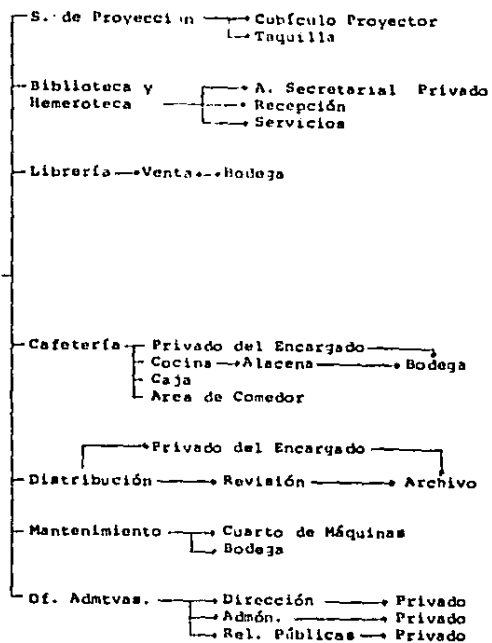 S. de Proyección Cubículo Proyector
Taquilla
Biblioteca y A. Secretarial Privado
Hemeroteca Recepción
Servicios
Librería Venta Bodega
Cafetería Privado del Encargado
Cocina Alacena Bodega
Caja
Area de Comedor
Privado del Encargado
Distribución Revisión Archivo
Mantenimiento Cuarto de Máquinas
Bodega
Of. Admtvas. Dirección Privado
Admón. Privado
Rel. Públicas Privado